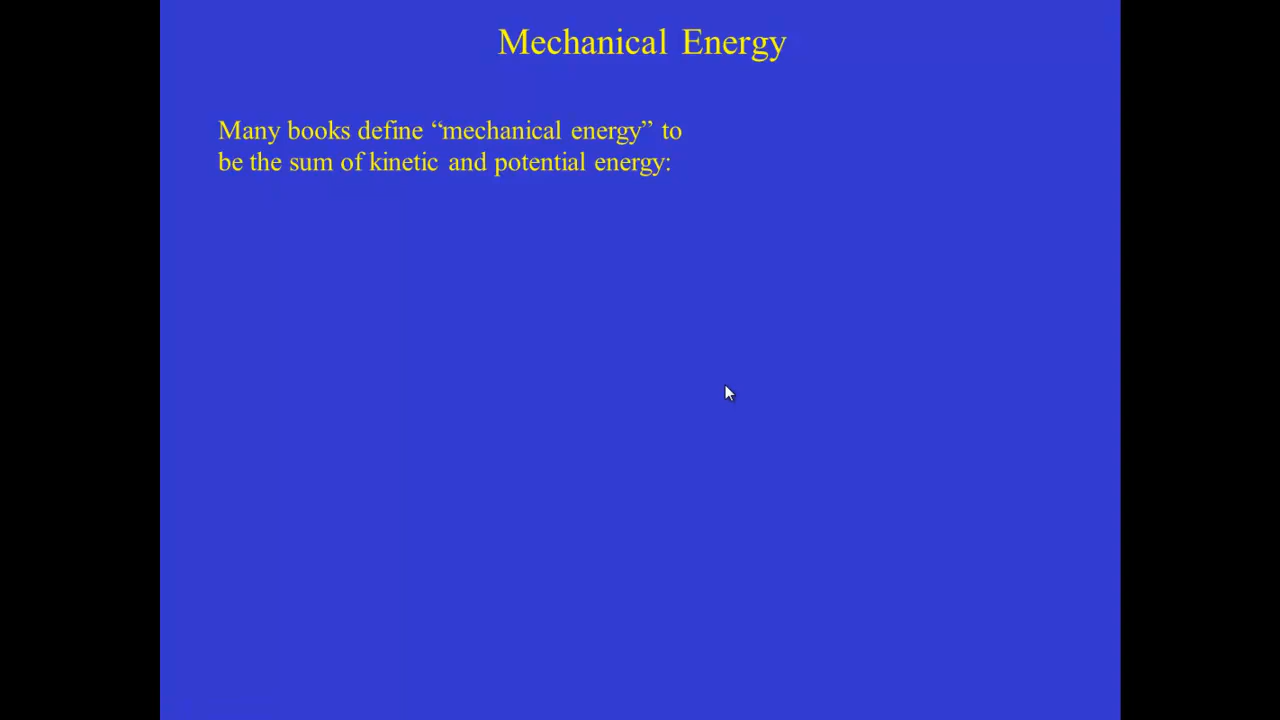 Mechanical Energy
Many books define “mechanical energy” to
be the sum of kinetic and potential energy: